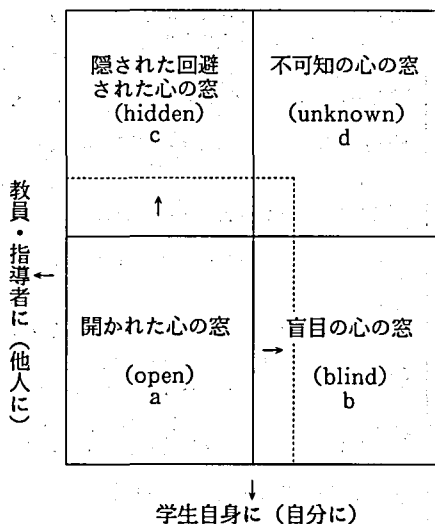 隠された回避
された心の窓
(hidden)
c
不可知の心の窓
(unknown)
d
教員・指導者に（他人に）
開かれた心の窓
(open)
a
盲目の心の窓
(blind)
b
学生自身に（自分に）